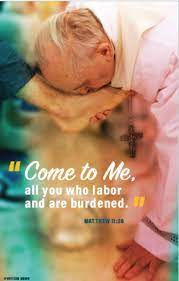 "Come to Me,
all you who labor
and are burdened."
MATTHEW 11:28